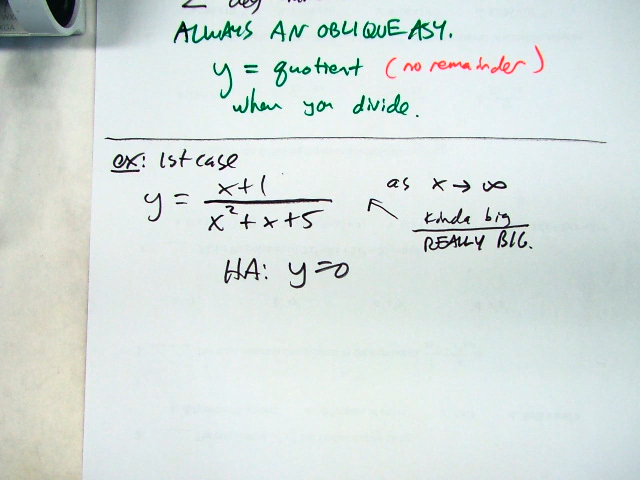 ALWAYS AN OBLIQUE ASY.
y = quotient (no remainder)
when you divide.
ex: 1st case
y = x+1 / x²+x+5
as x→∞
kinda big
REALLY BIG.
HA: y=0